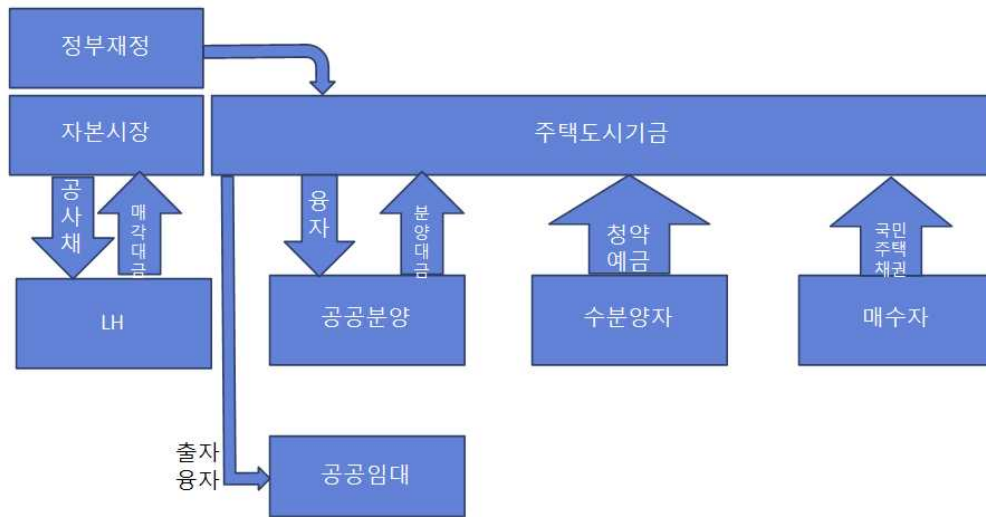 정부재정
자본시장
주택도시기금
공
사
채
매
각
대
금
융
자
분
양
대
금
청약
예금
국민
주택
채권
LH
공공분양
수분양자
매수자
출자
융자
공공임대